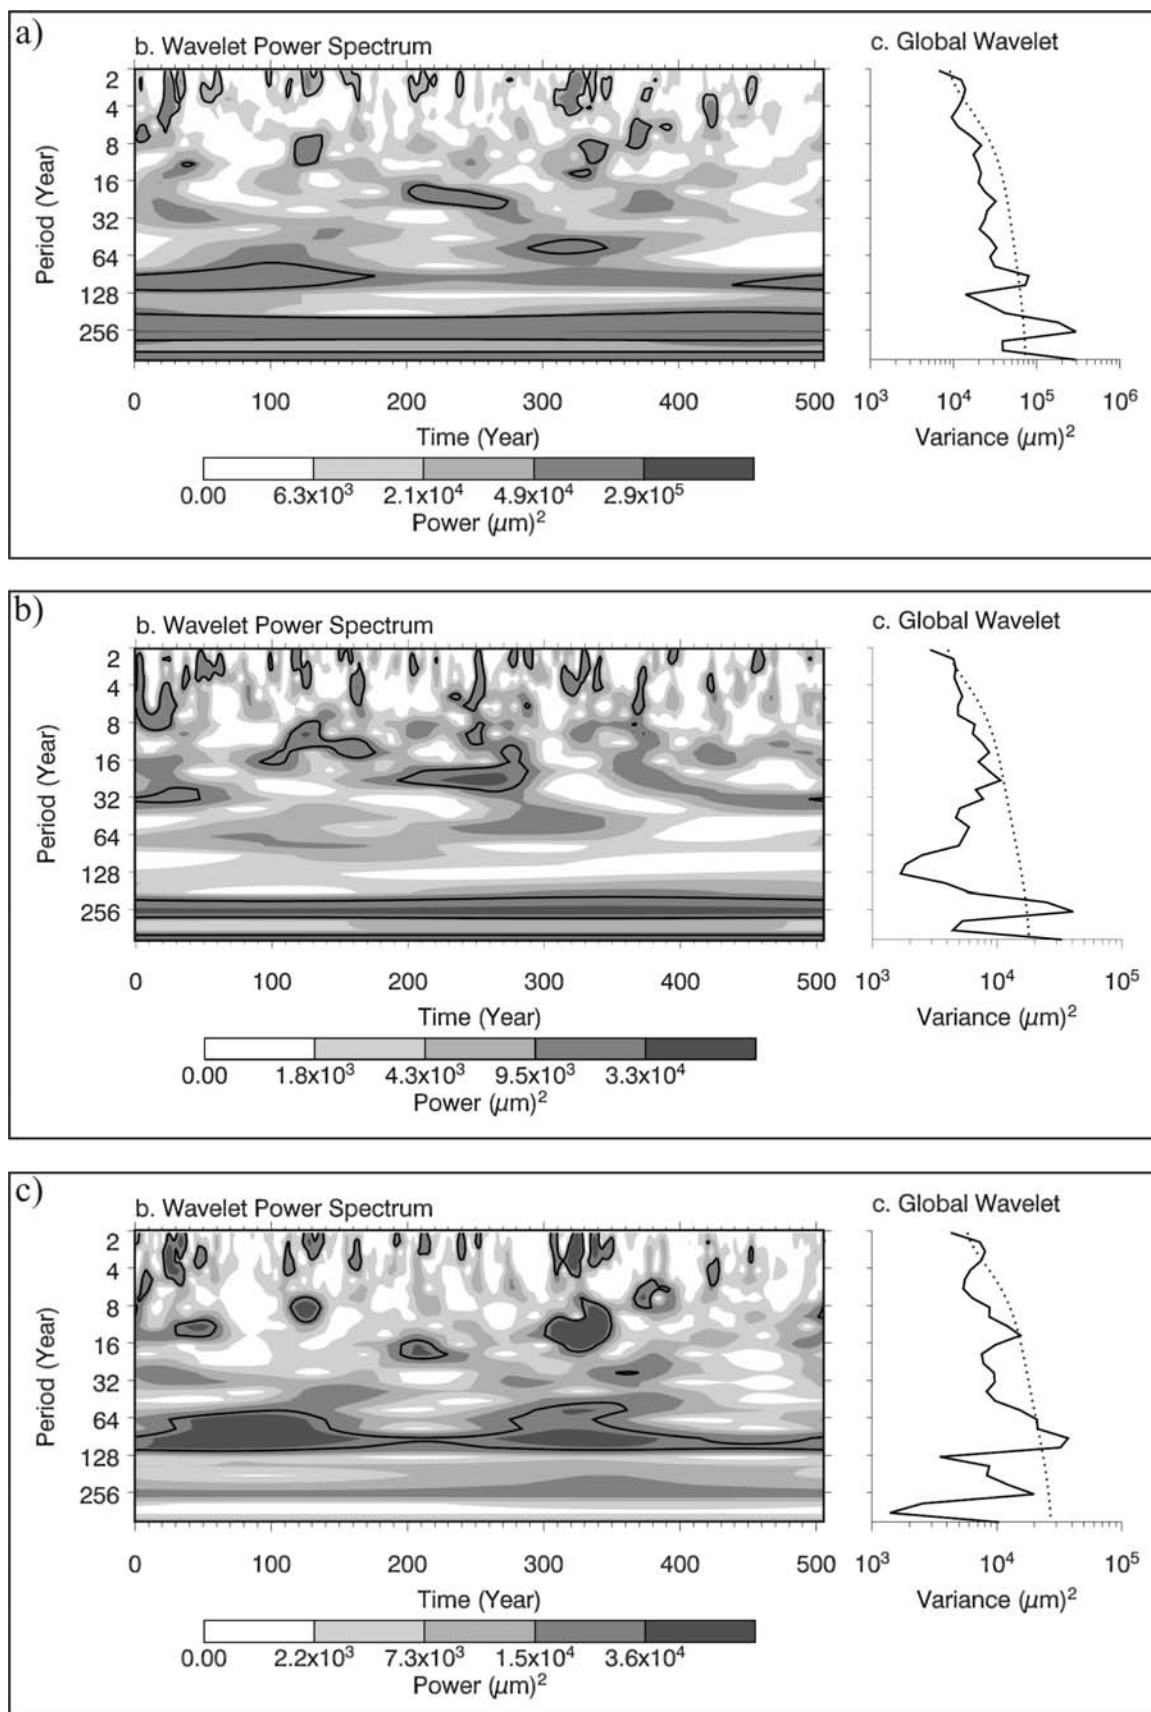 a)
b. Wavelet Power Spectrum
c. Global Wavelet
Period (Year)
2
4
8
16
32
64
128
256
0 100 200 300 400 500
10³ 10⁴ 10⁵ 10⁶
Time (Year)
Variance (µm)²
0.00 6.3x10³ 2.1x10⁴ 4.9x10⁴ 2.9x10⁵
Power (µm)²
b)
b. Wavelet Power Spectrum
c. Global Wavelet
Period (Year)
2
4
8
16
32
64
128
256
0 100 200 300 400 500
10³ 10⁴ 10⁵
Time (Year)
Variance (µm)²
0.00 1.8x10³ 4.3x10³ 9.5x10³ 3.3x10⁴
Power (µm)²
c)
b. Wavelet Power Spectrum
c. Global Wavelet
Period (Year)
2
4
8
16
32
64
128
256
0 100 200 300 400 500
10³ 10⁴ 10⁵
Time (Year)
Variance (µm)²
0.00 2.2x10³ 7.3x10³ 1.5x10⁴ 3.6x10⁴
Power (µm)²